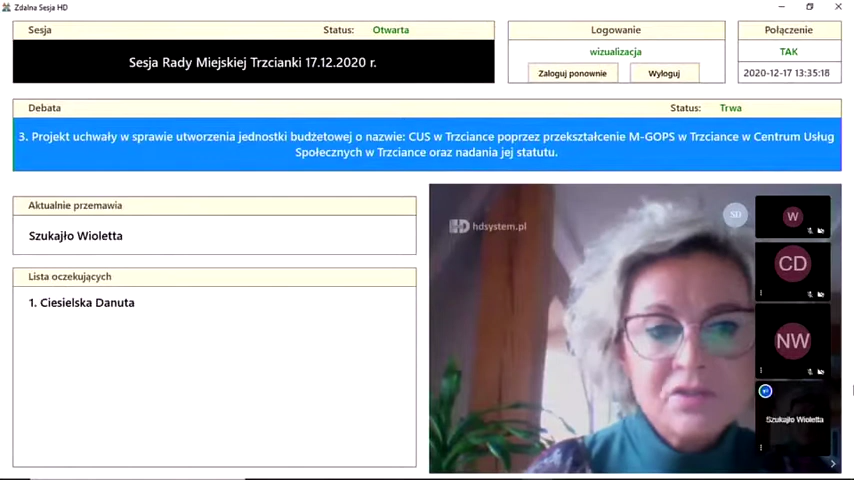 Zdalna Sesja HD
Sesja
Status:
Otwarta
Sesja Rady Miejskiej Trzcianki 17.12.2020 r.
Logowanie
wizualizacja
Zaloguj ponownie
Wyloguj
Połączenie
TAK
2020-12-17 13:35:18
Debata
Status:
Trwa
3. Projekt uchwały w sprawie utworzenia jednostki budżetowej o nazwie: CUS w Trzciance poprzez przekształcenie M-GOPS w Trzciance w Centrum Usług
Społecznych w Trzciance oraz nadania jej statutu.
Aktualnie przemawia
Szukajło Wioletta
Lista oczekujących
1. Ciesielska Danuta
HD hdsystem.pl
SD
W
CD
NW
Szukajło Wioletta